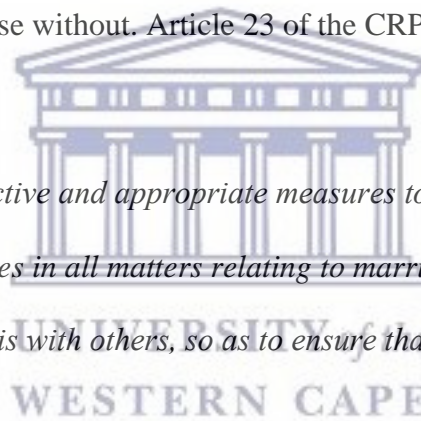 se without. Article 23 of the CRP
ctive and appropriate measures to
es in all matters relating to marri
is with others, so as to ensure tha
UNIVERSITY of the
WESTERN CAPE